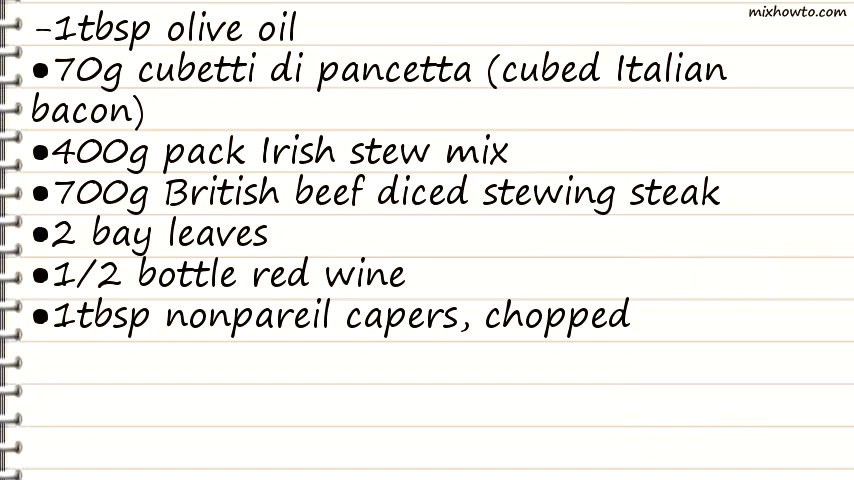 mixhowto.com
-1tbsp olive oil
•70g cubetti di pancetta (cubed Italian
bacon)
•400g pack Irish stew mix
•700g British beef diced stewing steak
•2 bay leaves
•1/2 bottle red wine
•1tbsp nonpareil capers, chopped